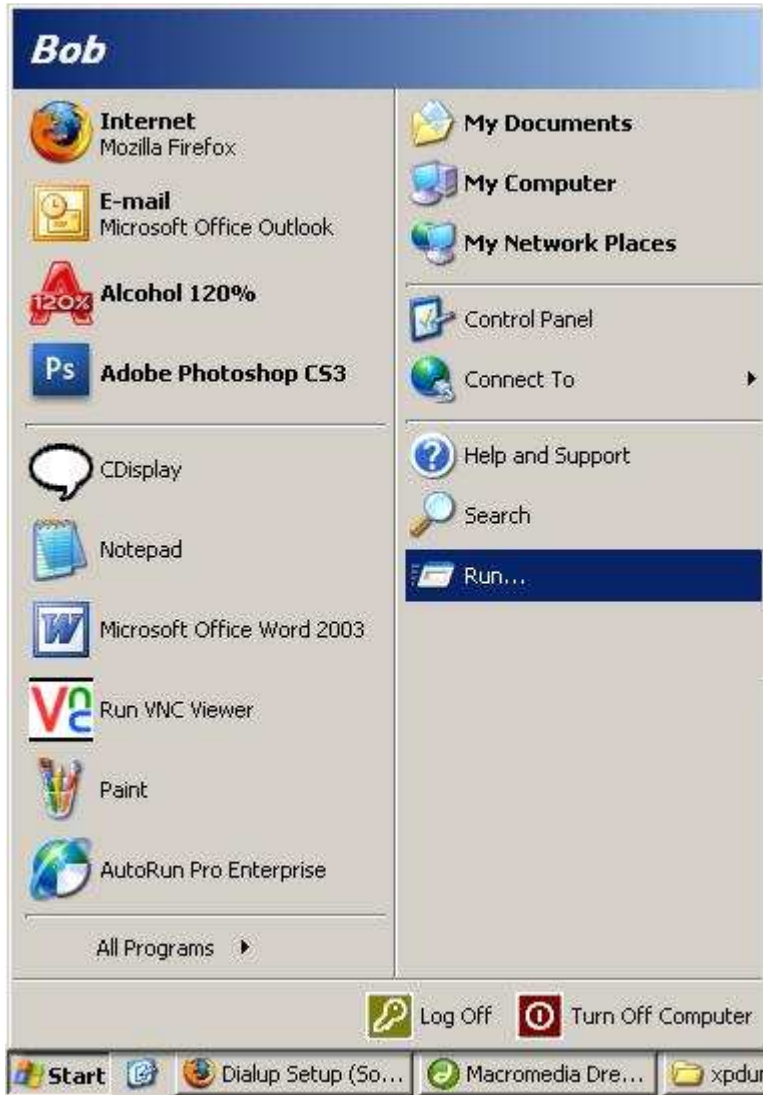 Bob
Internet
Mozilla Firefox
E-mail
Microsoft Office Outlook
120%
Alcohol 120%
Ps
Adobe Photoshop CS3
CDisplay
Notepad
W
Microsoft Office Word 2003
Vnc
Run VNC Viewer
Paint
AutoRun Pro Enterprise
All Programs
My Documents
My Computer
My Network Places
Control Panel
Connect To
?
Help and Support
Search
Run...
Log Off
Turn Off Computer
Start
Dialup Setup (So...
Macromedia Dre...
xpdun